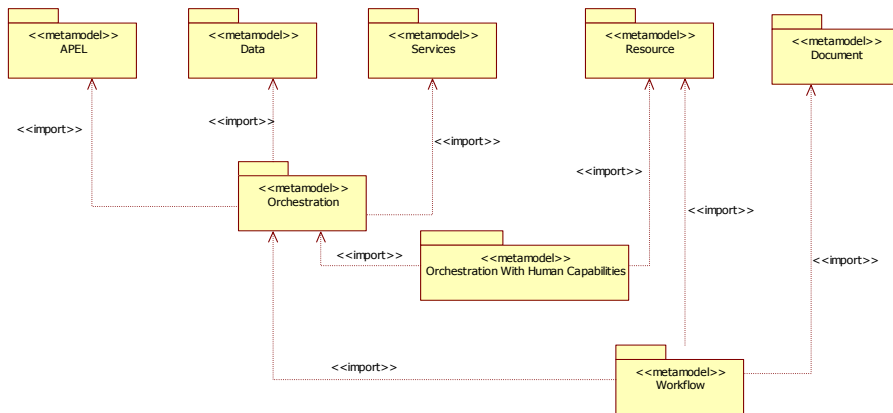 <<metamodel>>
APEL
<<metamodel>>
Data
<<metamodel>>
Services
<<metamodel>>
Resource
<<metamodel>>
Document
<<import>>
<<import>>
<<import>>
<<import>>
<<metamodel>>
Orchestration
<<import>>
<<import>>
<<metamodel>>
Orchestration With Human Capabilities
<<import>>
<<import>>
<<metamodel>>
Workflow